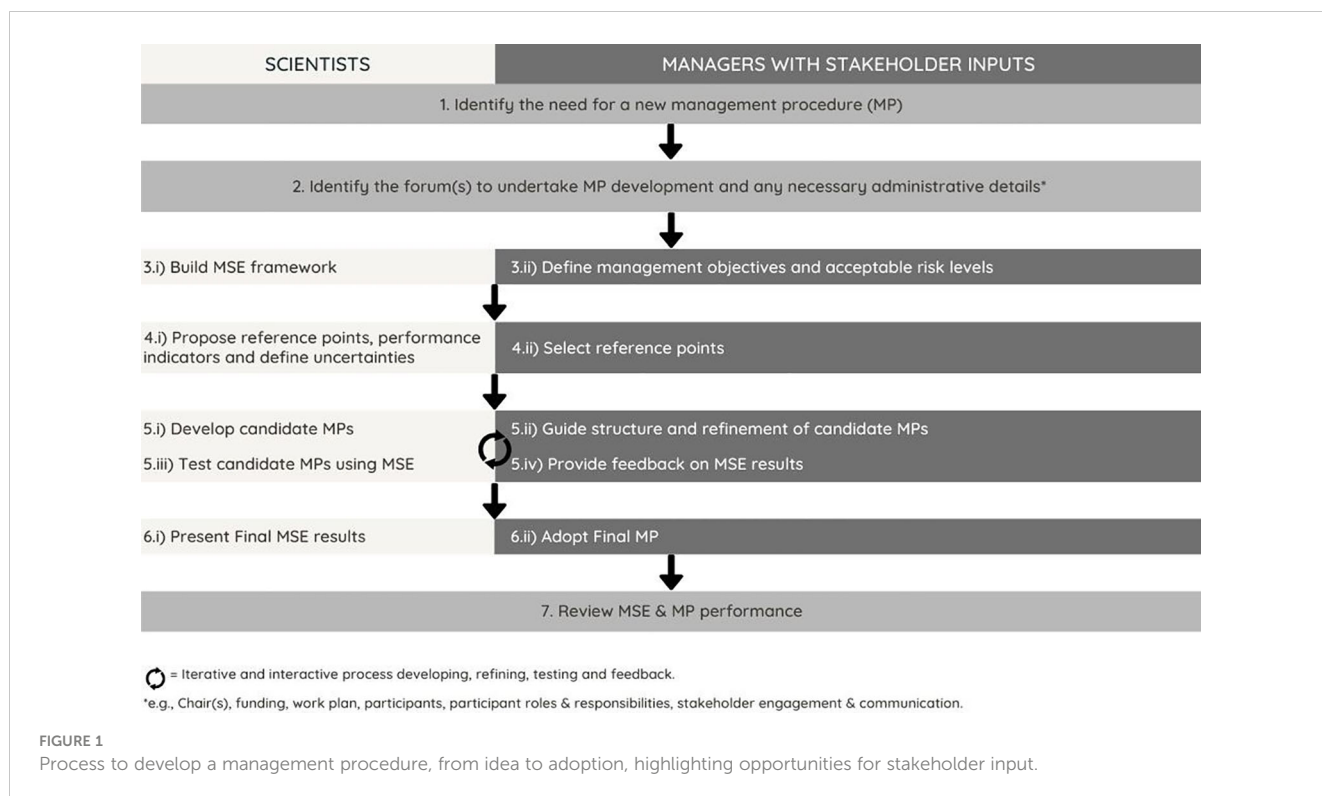 SCIENTISTS
MANAGERS WITH STAKEHOLDER INPUTS
1. Identify the need for a new management procedure (MP)
2. Identify the forum(s) to undertake MP development and any necessary administrative details*
3.i) Build MSE framework
3.ii) Define management objectives and acceptable risk levels
4.i) Propose reference points, performance
indicators and define uncertainties
4.ii) Select reference points
5.i) Develop candidate MPs
5.ii) Guide structure and refinement of candidate MPs
5.iii) Test candidate MPs using MSE
5.iv) Provide feedback on MSE results
6.i) Present Final MSE results
6.ii) Adopt Final MP
7. Review MSE & MP performance
= Iterative and interactive process developing, refining, testing and feedback.
*e.g., Chair(s), funding, work plan, participants, participant roles & responsibilities, stakeholder engagement & communication.
FIGURE 1
Process to develop a management procedure, from idea to adoption, highlighting opportunities for stakeholder input.